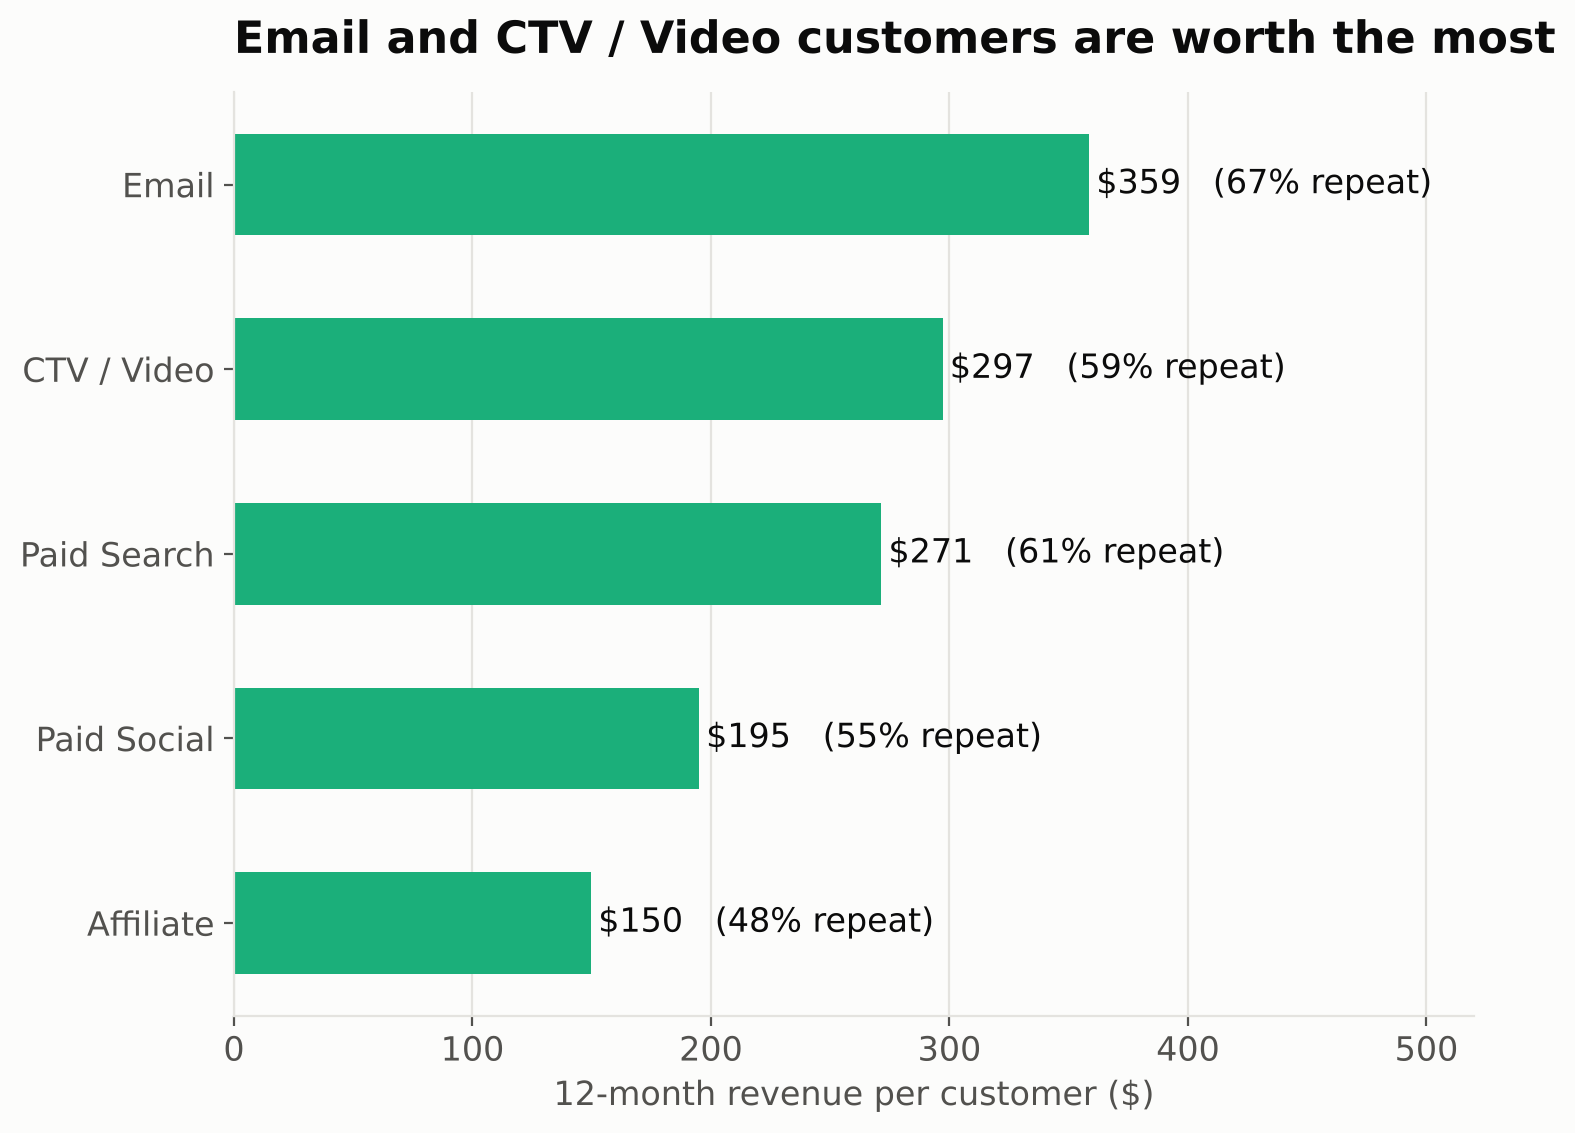 Email and CTV / Video customers are worth the most
Email
$359 (67% repeat)
CTV / Video
$297 (59% repeat)
Paid Search
$271 (61% repeat)
Paid Social
$195 (55% repeat)
Affiliate
$150 (48% repeat)
0 100 200 300 400 500
12-month revenue per customer ($)